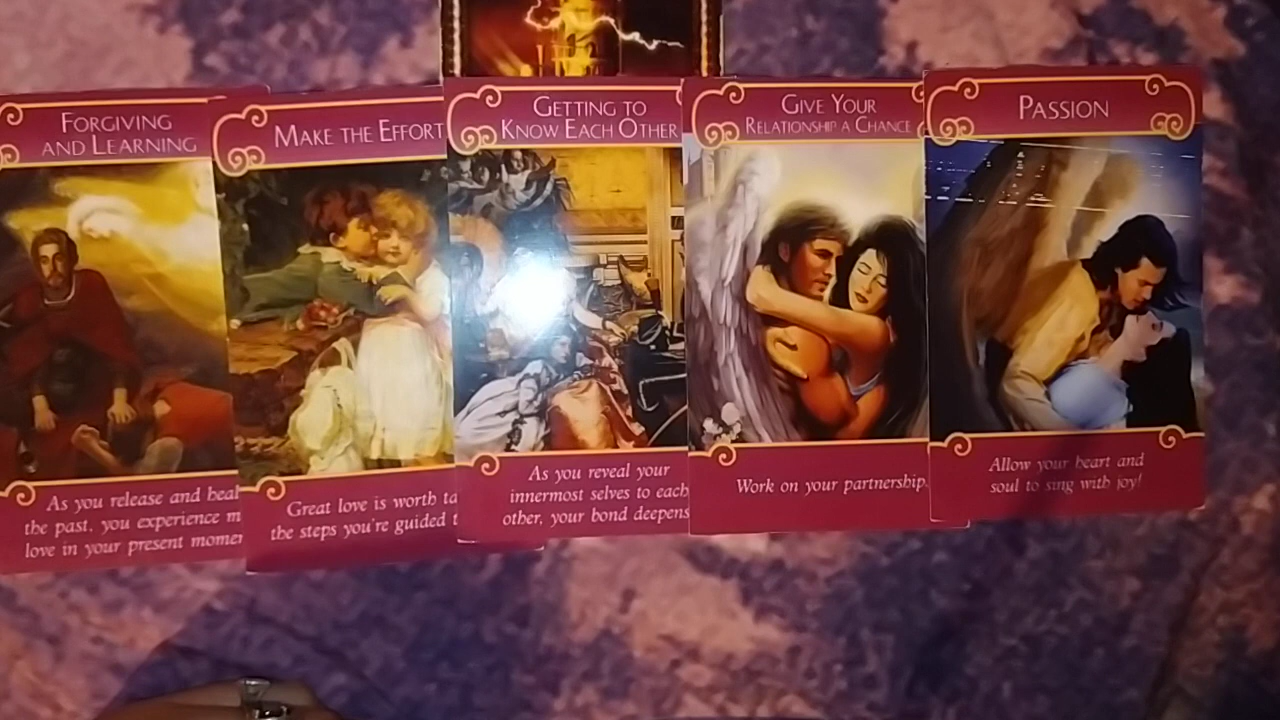 FORGIVING
AND LEARNING
As you release and heal
the past, you experience m
love in your present momen
MAKE THE EFFORT
Great love is worth ta
the steps you're guided t
GETTING TO
KNOW EACH OTHER
As you reveal your
innermost selves to each
other, your bond deepens
GIVE YOUR
RELATIONSHIP A CHANCE
Work on your partnership.
PASSION
Allow your heart and
soul to sing with joy!